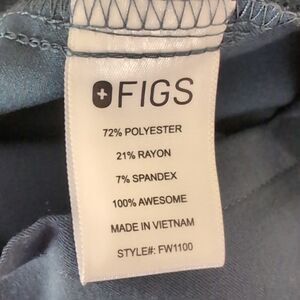 FIGS
72% POLYESTER
21% RAYON
7% SPANDEX
100% AWESOME
MADE IN VIETNAM
STYLE#: FW1100